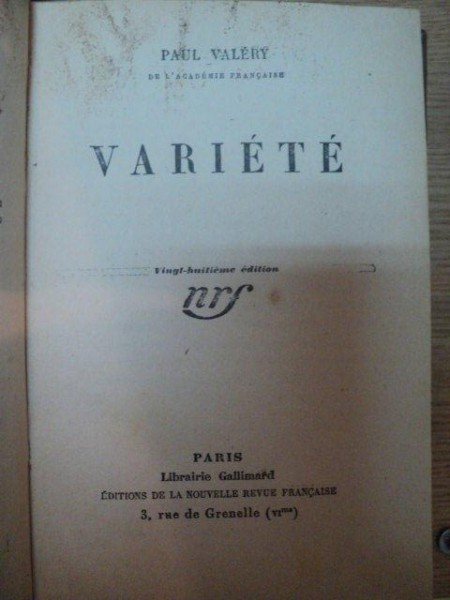 PAUL VALÉRY
DE L'ACADÉMIE FRANÇAISE
VARIÉTÉ
Vingt-huitième édition
nrf
PARIS
Librairie Gallimard
ÉDITIONS DE LA NOUVELLE REVUE FRANÇAISE
3, rue de Grenelle (VIme)